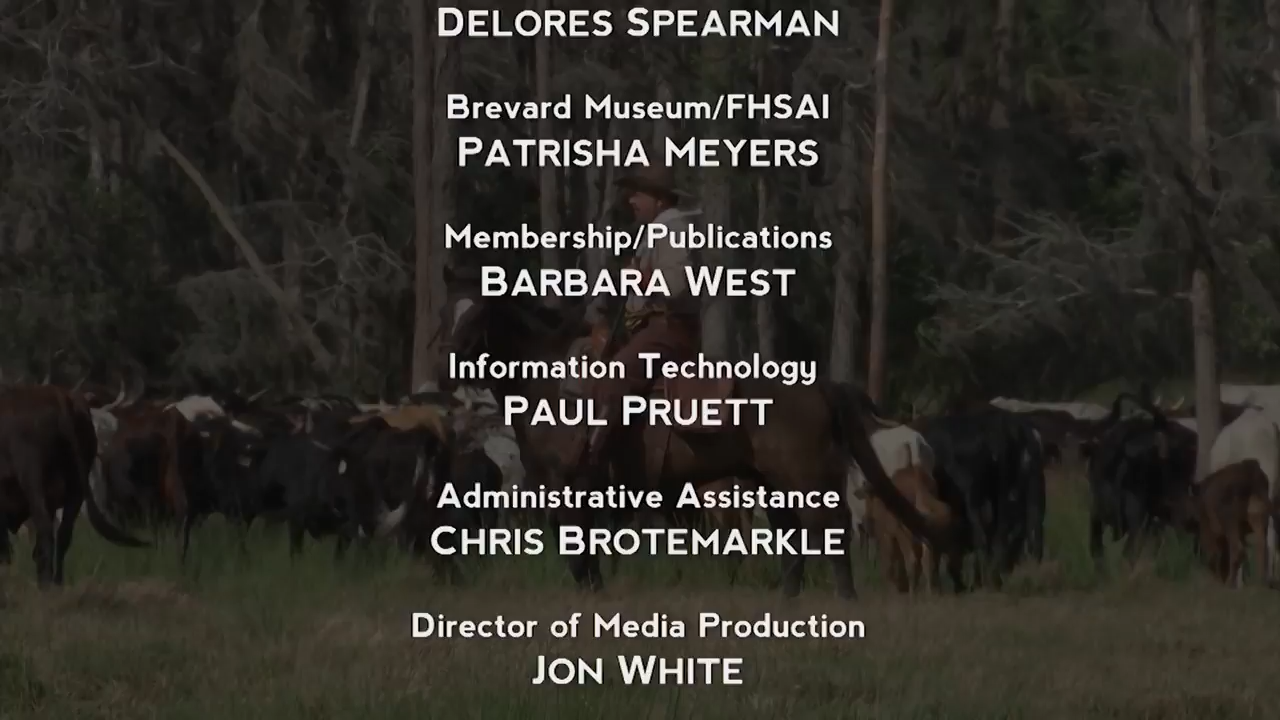 DELORES SPEARMAN
Brevard Museum/FHSAI
PATRISHA MEYERS
Membership/Publications
BARBARA WEST
Information Technology
PAUL PRUETT
Administrative Assistance
CHRIS BROTEMARKLE
Director of Media Production
JON WHITE